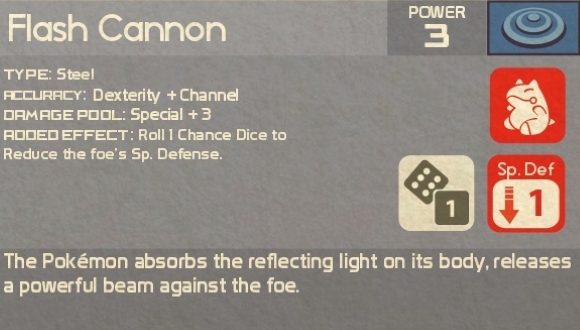 Flash Cannon
POWER
3
TYPE: Steel
ACCURACY: Dexterity + Channel
DAMAGE POOL: Special + 3
ADDED EFFECT: Roll 1 Chance Dice to
Reduce the foe's Sp. Defense.
1
Sp. Def
1
The Pokémon absorbs the reflecting light on its body, releases
a powerful beam against the foe.